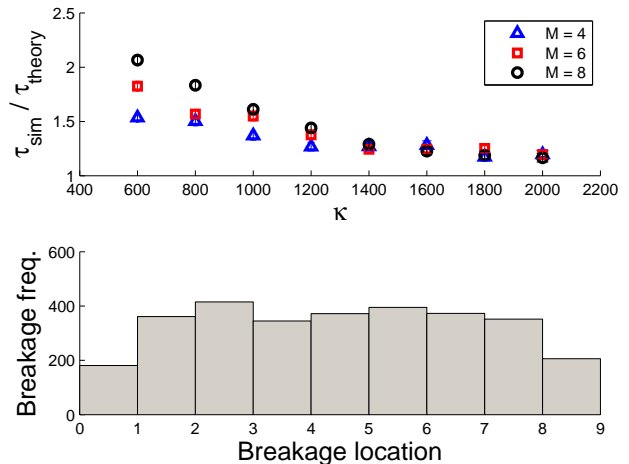 2.5
2
1.5
1
τsim / τtheory
M = 4
M = 6
M = 8
400 600 800 1000 1200 1400 1600 1800 2000 2200
κ
600
400
200
0
Breakage freq.
0 1 2 3 4 5 6 7 8 9
Breakage location